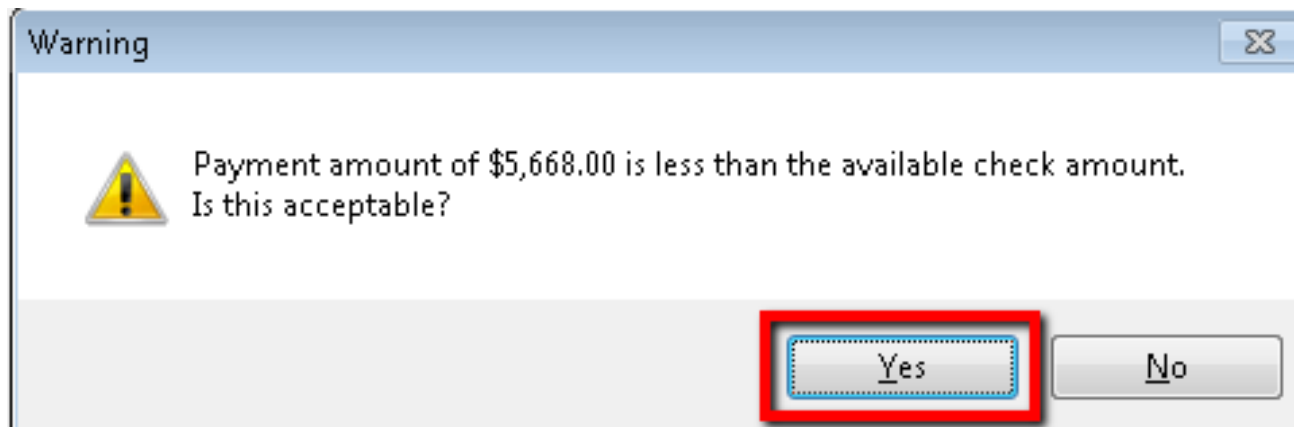 Warning
Payment amount of $5,668.00 is less than the available check amount.
Is this acceptable?
Yes
No